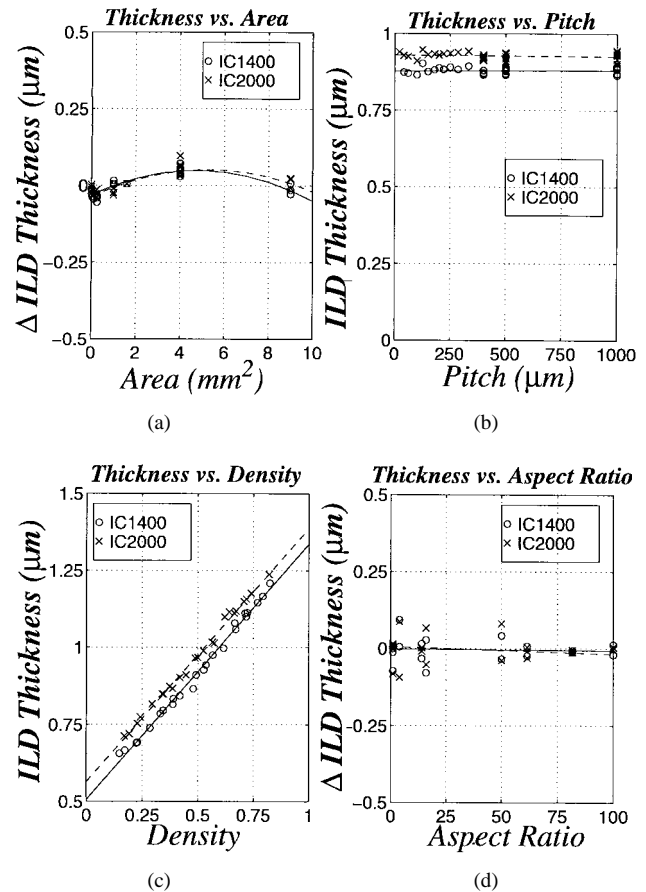 Thickness vs. Area
0.5
0.25
0
−0.25
−0.5
Δ ILD Thickness (μm)
o IC1400
× IC2000
0 2 4 6 8 10
Area (mm²)
(a)
Thickness vs. Pitch
1
0.75
0.5
0.25
0
ILD Thickness (μm)
o IC1400
× IC2000
0 250 500 750 1000
Pitch (μm)
(b)
Thickness vs. Density
1.5
1.25
1
0.75
0.5
ILD Thickness (μm)
o IC1400
× IC2000
0 0.25 0.5 0.75 1
Density
(c)
Thickness vs. Aspect Ratio
0.5
0.25
0
−0.25
−0.5
Δ ILD Thickness (μm)
o IC1400
× IC2000
0 25 50 75 100
Aspect Ratio
(d)